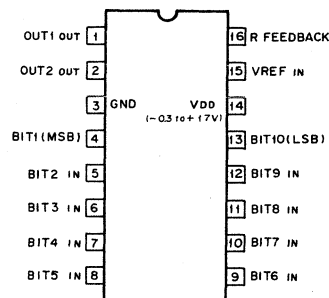 OUT1 OUT 1 16 R FEEDBACK
OUT2 OUT 2 15 VREF IN
3 GND VDD 14
(-0.3 to + 17V)
BIT1(MSB) 4 13 BIT10(LSB)
BIT2 IN 5 12 BIT9 IN
BIT3 IN 6 11 BIT8 IN
BIT4 IN 7 10 BIT7 IN
BIT5 IN 8 9 BIT6 IN